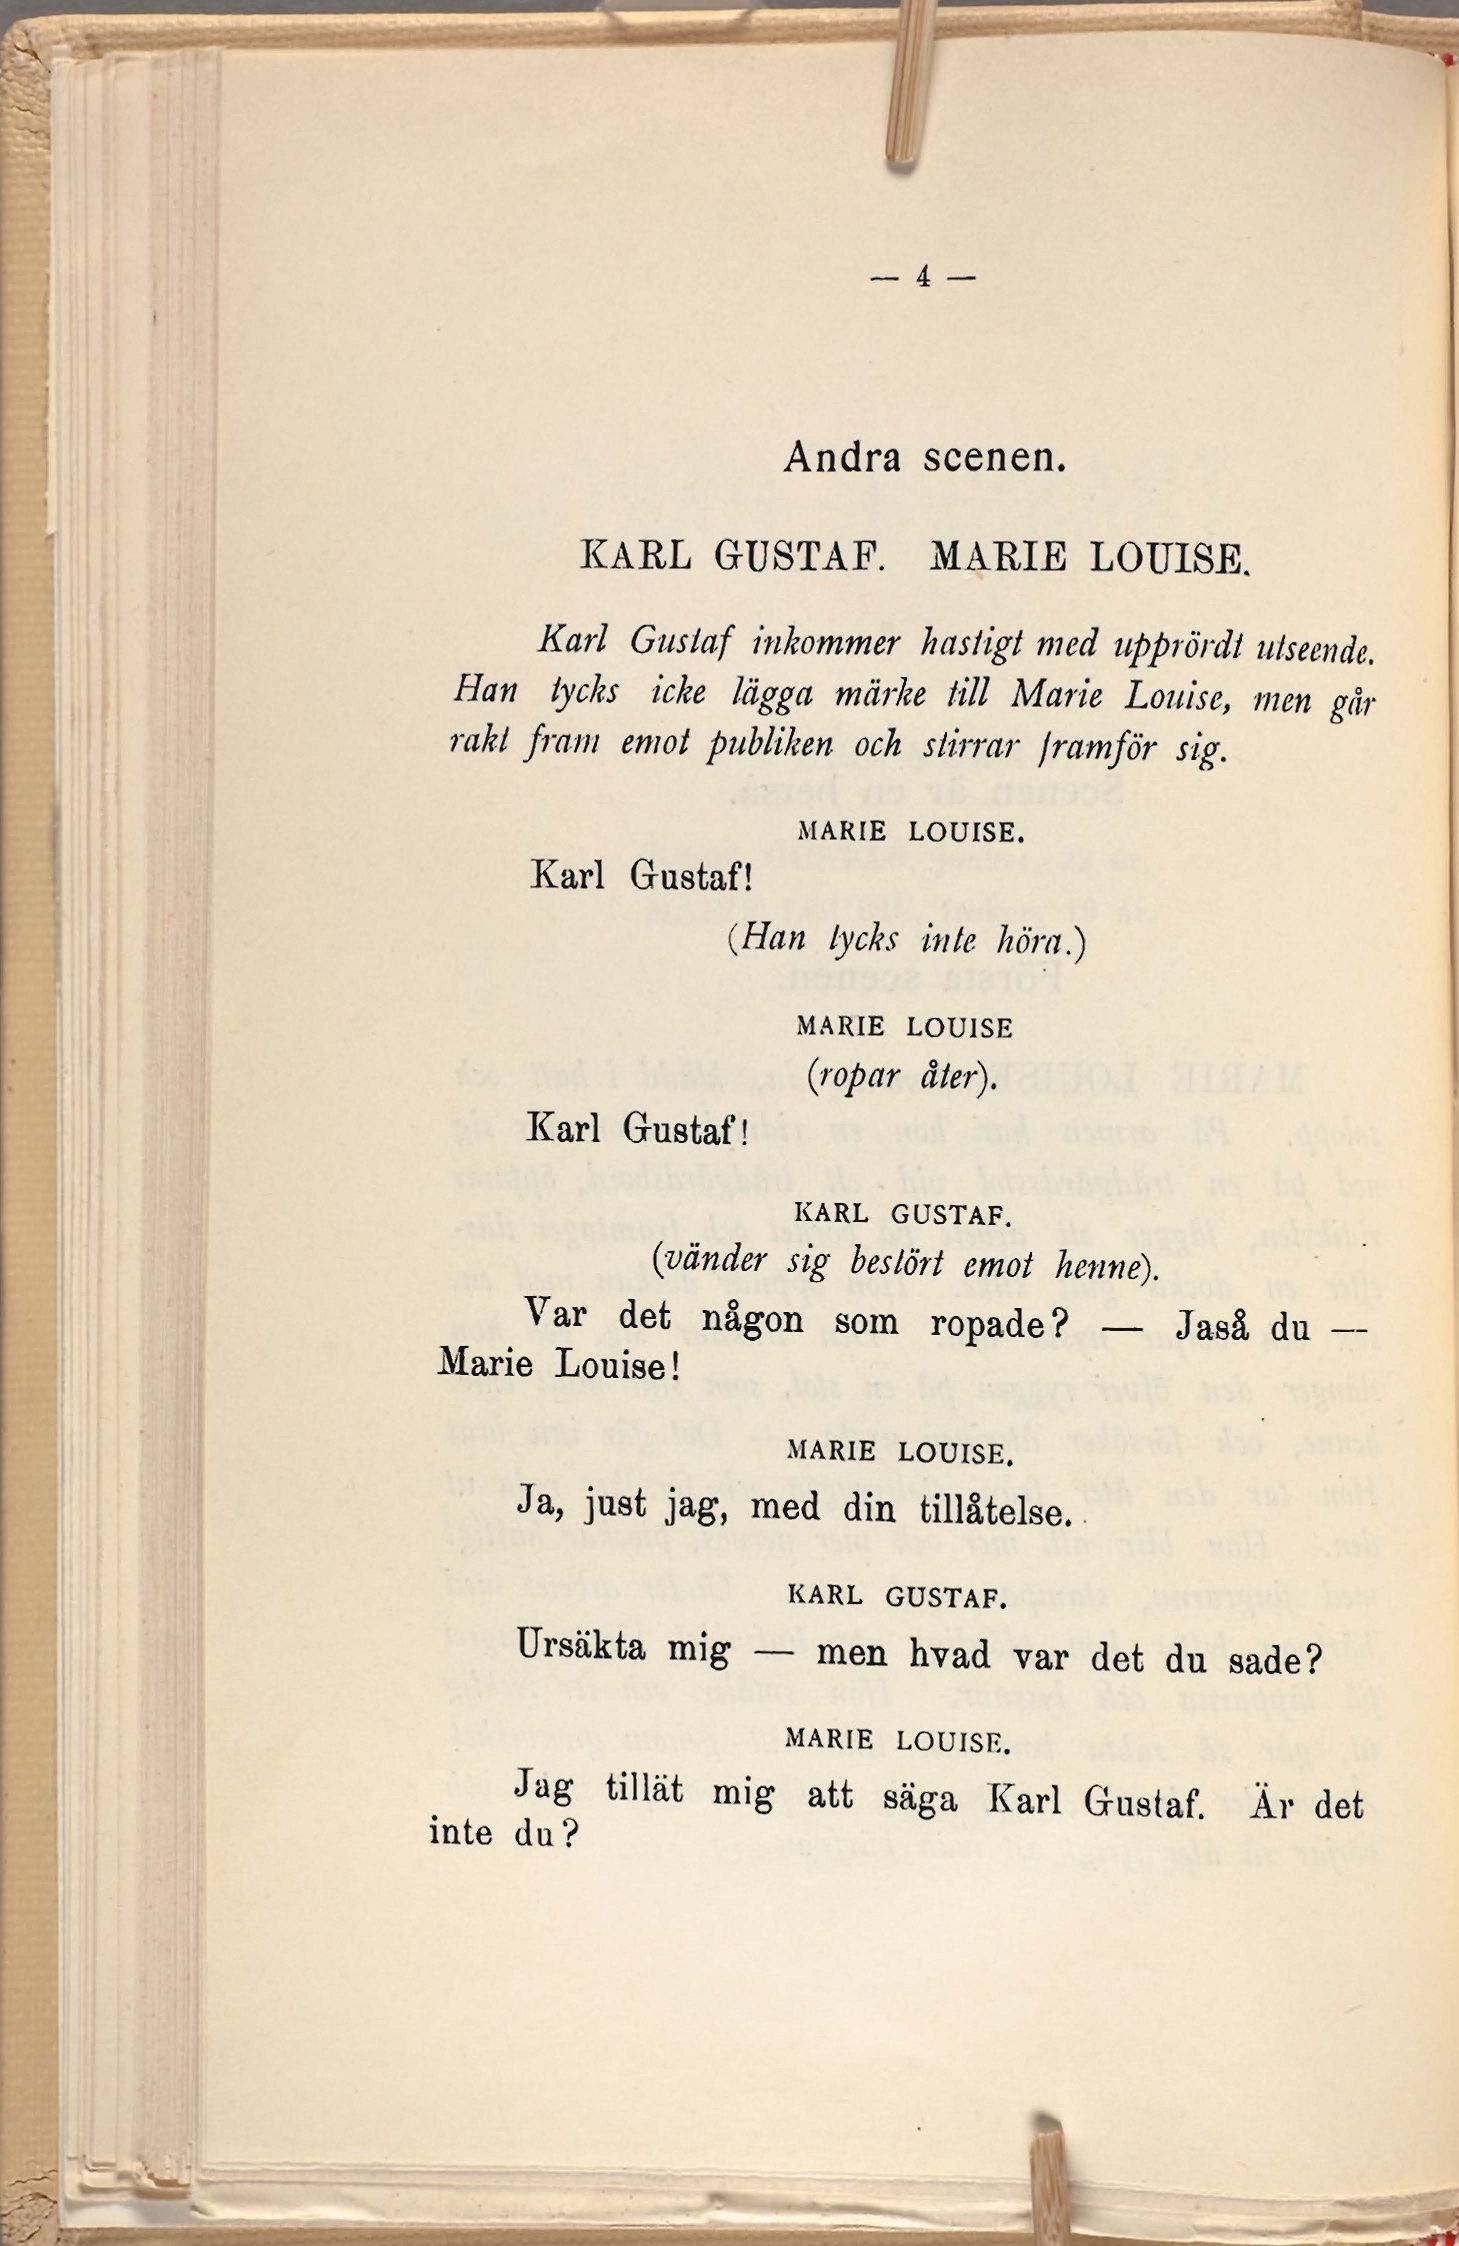 — 4 —
Andra scenen.
KARL GUSTAF. MARIE LOUISE.
Karl Gustaf inkommer hastigt med upprördt utseende.
Han tycks icke lägga märke till Marie Louise, men går
rakt fram emot publiken och stirrar framför sig.
MARIE LOUISE.
Karl Gustaf!
(Han tycks inte höra.)
MARIE LOUISE
(ropar åter).
Karl Gustaf!
KARL GUSTAF.
(vänder sig bestört emot henne).
Var det någon som ropade? — Jaså du —
Marie Louise!
MARIE LOUISE.
Ja, just jag, med din tillåtelse.
KARL GUSTAF.
Ursäkta mig — men hvad var det du sade?
MARIE LOUISE.
Jag tillät mig att säga Karl Gustaf. Är det
inte du?